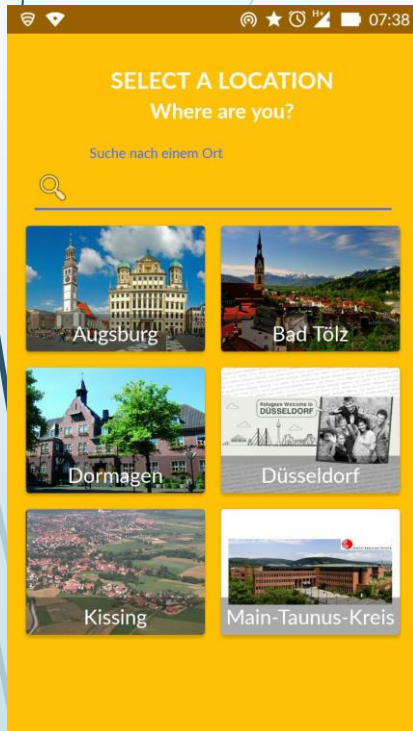 H+
07:38
SELECT A LOCATION
Where are you?
Suche nach einem Ort
Augsburg
Bad Tölz
Dormagen
Refugees Welcome to
DÜSSELDORF
Düsseldorf
Kissing
Main-Taunus-Kreis